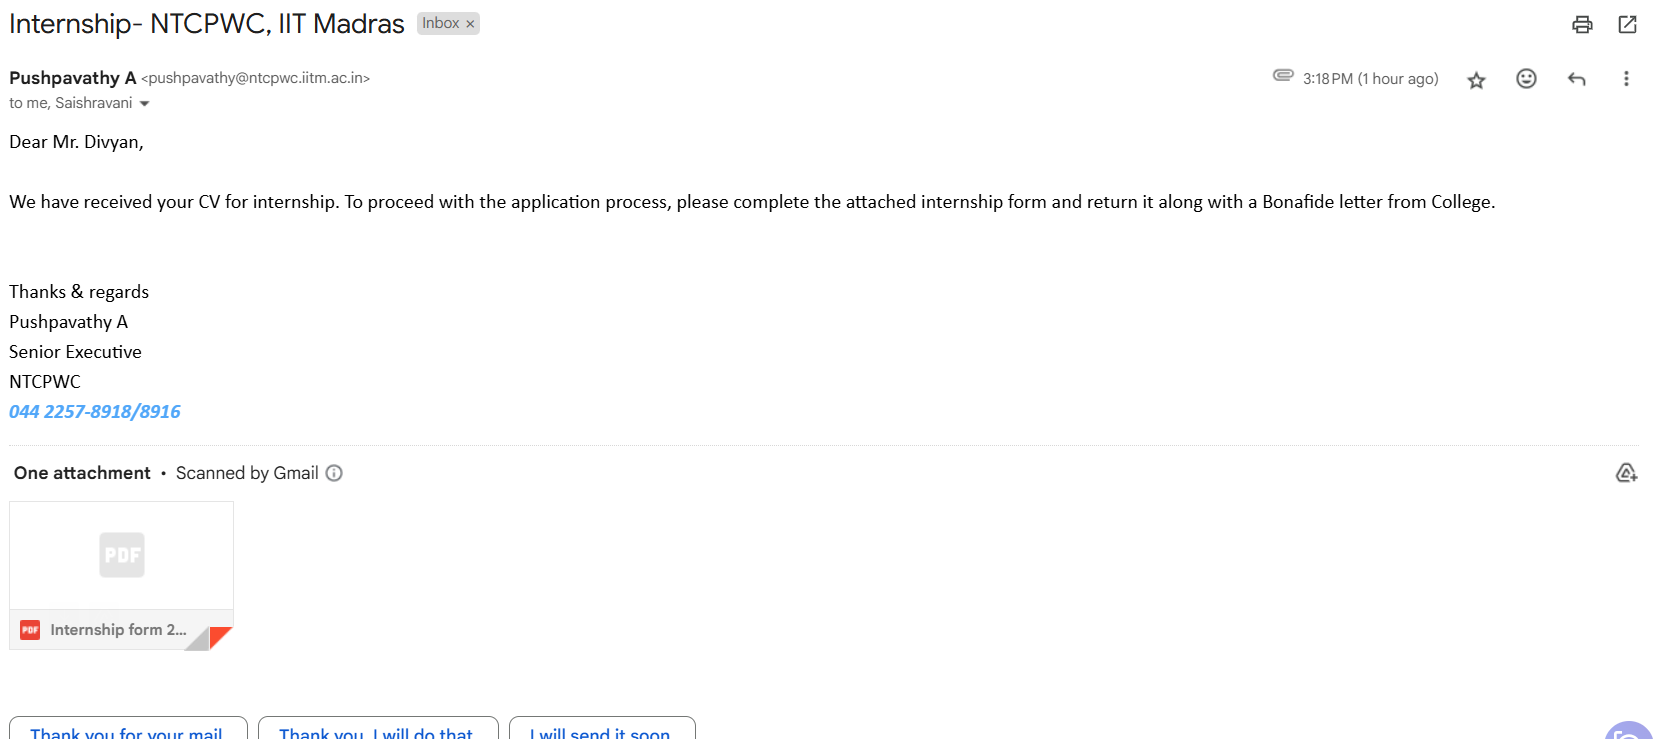 Internship- NTCPWC, IIT Madras Inbox ×
Pushpavathy A <pushpavathy@ntcpwc.iitm.ac.in> 3:18 PM (1 hour ago)
to me, Saishravani
Dear Mr. Divyan,
We have received your CV for internship. To proceed with the application process, please complete the attached internship form and return it along with a Bonafide letter from College.
Thanks & regards
Pushpavathy A
Senior Executive
NTCPWC
044 2257-8918/8916
One attachment • Scanned by Gmail
PDF
PDF Internship form 2...
Thank you for your mail. Thank you, I will do that. I will send it soon.